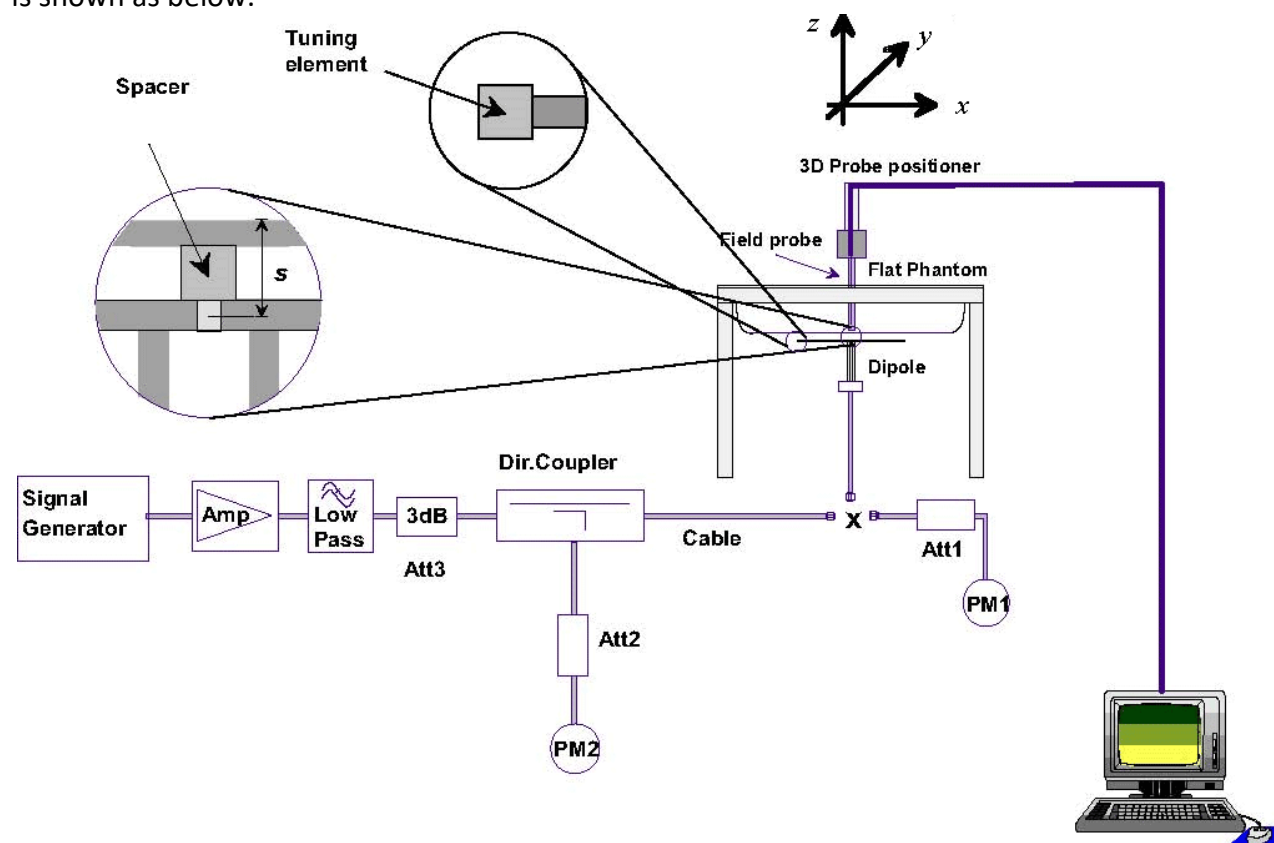 is shown as below:
Tuning
element
Spacer
s
z
y
x
3D Probe positioner
Field probe
Flat Phantom
Dipole
Dir.Coupler
Signal
Generator
Amp
Low
Pass
3dB
Att3
Cable
x
Att1
PM1
Att2
PM2